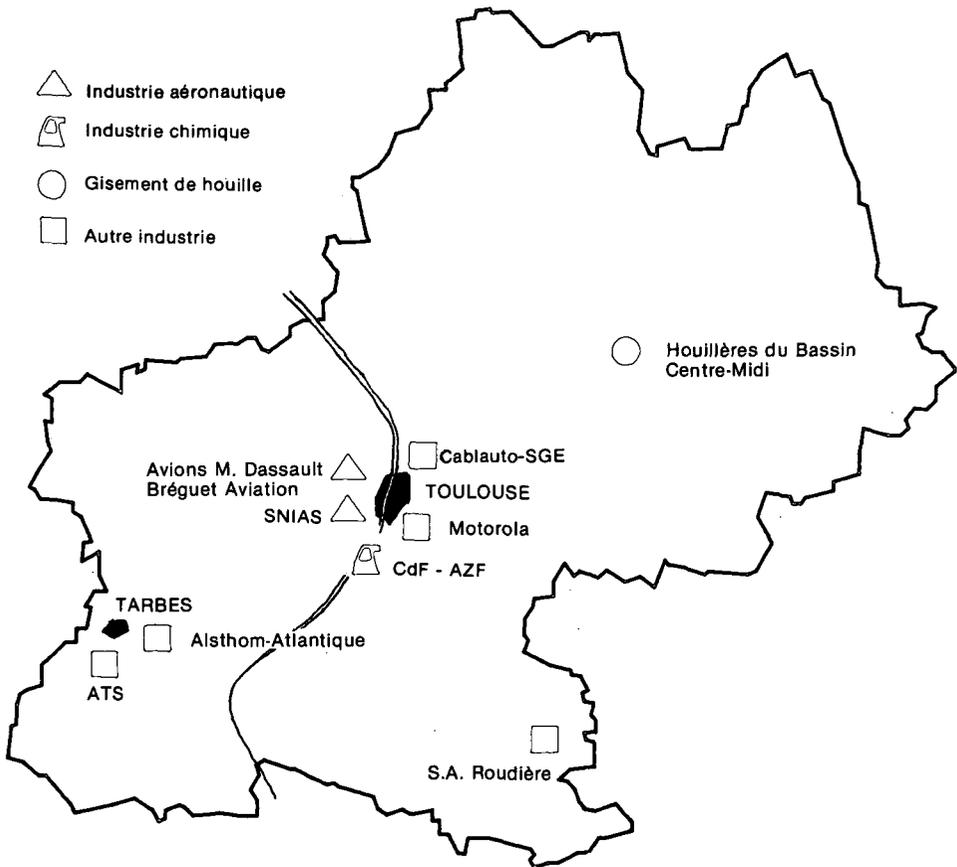 Industrie aéronautique
Industrie chimique
Gisement de houille
Autre industrie
Houillères du Bassin
Centre-Midi
Cablauto-SGE
Avions M. Dassault
Bréguet Aviation
TOULOUSE
SNIAS
Motorola
CdF - AZF
TARBES
Alsthom-Atlantique
ATS
S.A. Roudière